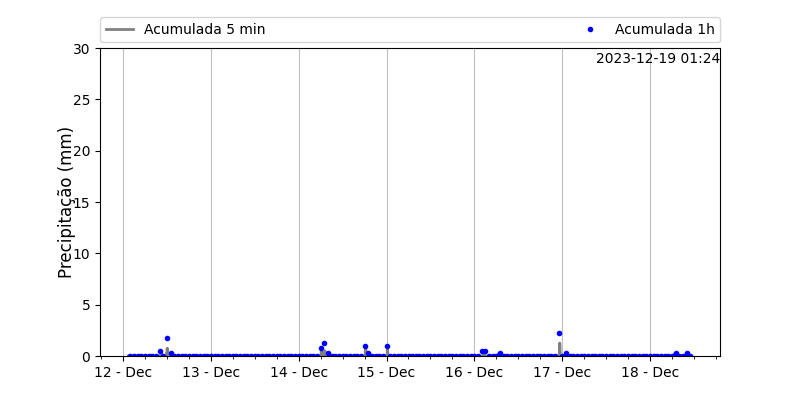 Acumulada 5 min
Acumulada 1h
2023-12-19 01:24
Precipitação (mm)
30
25
20
15
10
5
0
12 - Dec
13 - Dec
14 - Dec
15 - Dec
16 - Dec
17 - Dec
18 - Dec